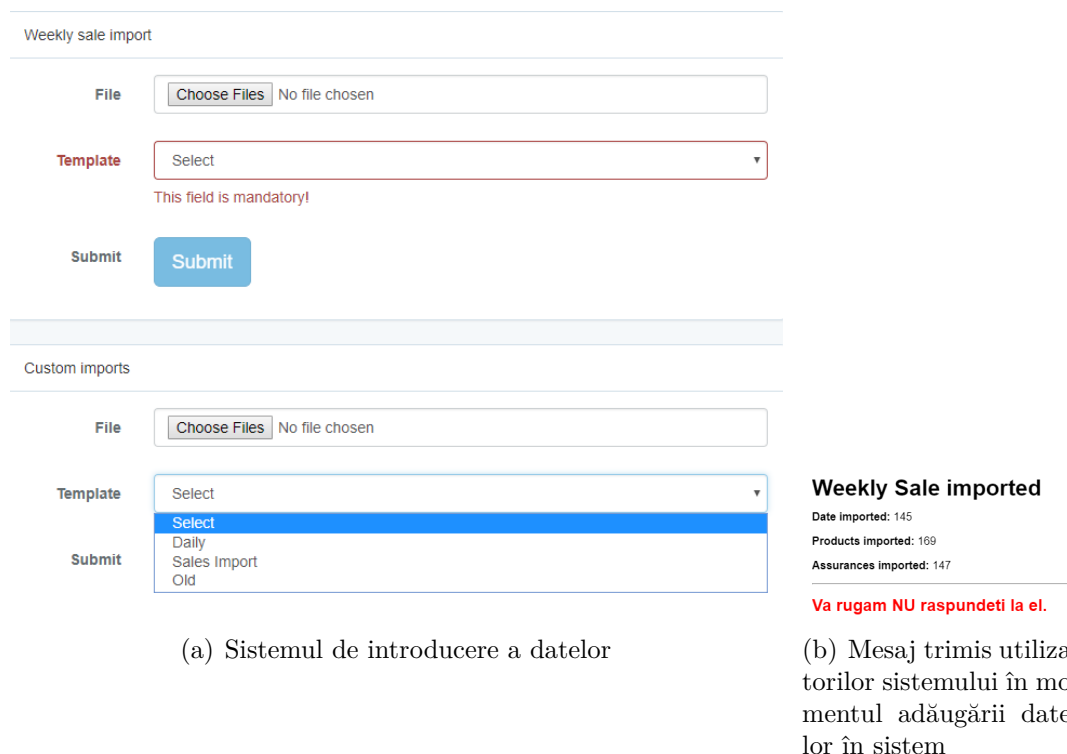 Weekly sale import
File Choose Files No file chosen
Template Select
This field is mandatory!
Submit Submit
Custom imports
File Choose Files No file chosen
Template Select
Select
Daily
Submit Sales Import
Old
(a) Sistemul de introducere a datelor
Weekly Sale imported
Date imported: 145
Products imported: 169
Assurances imported: 147
Va rugam NU raspundeti la el.
(b) Mesaj trimis utiliza
torilor sistemului în mo
mentul adăugării date
lor în sistem